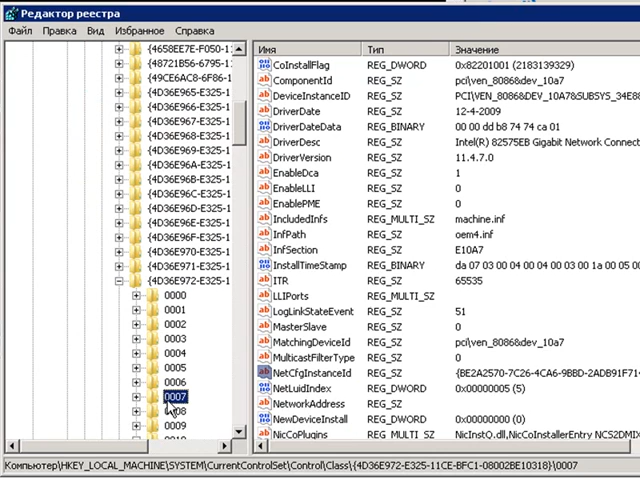 Редактор реестра
Файл Правка Вид Избранное Справка
{4658EE7E-F050-1
{48721B56-6795-1
{49CE6AC8-6F86-1
{4D36E965-E325-1
{4D36E966-E325-1
{4D36E967-E325-1
{4D36E968-E325-1
{4D36E969-E325-1
{4D36E96A-E325-1
{4D36E96B-E325-1
{4D36E96C-E325-1
{4D36E96D-E325-1
{4D36E96E-E325-1
{4D36E96F-E325-1
{4D36E970-E325-1
{4D36E971-E325-1
{4D36E972-E325-1
0000
0001
0002
0003
0004
0005
0006
0007
0008
0009
Имя Тип Значение
CoInstallFlag REG_DWORD 0x82201001 (2183139329)
ComponentId REG_SZ pci\ven_8086&dev_10a7
DeviceInstanceID REG_SZ PCI\VEN_8086&DEV_10A7&SUBSYS_34E88
DriverDate REG_SZ 12-4-2009
DriverDateData REG_BINARY 00 00 dd b8 74 74 ca 01
DriverDesc REG_SZ Intel(R) 82575EB Gigabit Network Connect
DriverVersion REG_SZ 11.4.7.0
EnableDca REG_SZ 1
EnableLLI REG_SZ 0
EnablePME REG_SZ 0
IncludedInfs REG_MULTI_SZ machine.inf
InfPath REG_SZ oem4.inf
InfSection REG_SZ E10A7
InstallTimeStamp REG_BINARY da 07 03 00 04 00 04 00 03 00 1a 00 05 00
ITR REG_SZ 65535
LLIPorts REG_MULTI_SZ
LogLinkStateEvent REG_SZ 51
MasterSlave REG_SZ 0
MatchingDeviceId REG_SZ pci\ven_8086&dev_10a7
MulticastFilterType REG_SZ 0
NetCfgInstanceId REG_SZ {BE2A2570-7C26-4CA6-9BBD-2ADB91F714
NetLuidIndex REG_DWORD 0x00000005 (5)
NetworkAddress REG_SZ
NewDeviceInstall REG_DWORD 0x00000000 (0)
NicCoPlugins REG_MULTI_SZ NicInstQ.dll,NicCoInstallerEntry NCS2DMIX
Компьютер\HKEY_LOCAL_MACHINE\SYSTEM\CurrentControlSet\Control\Class\{4D36E972-E325-11CE-BFC1-08002BE10318}\0007